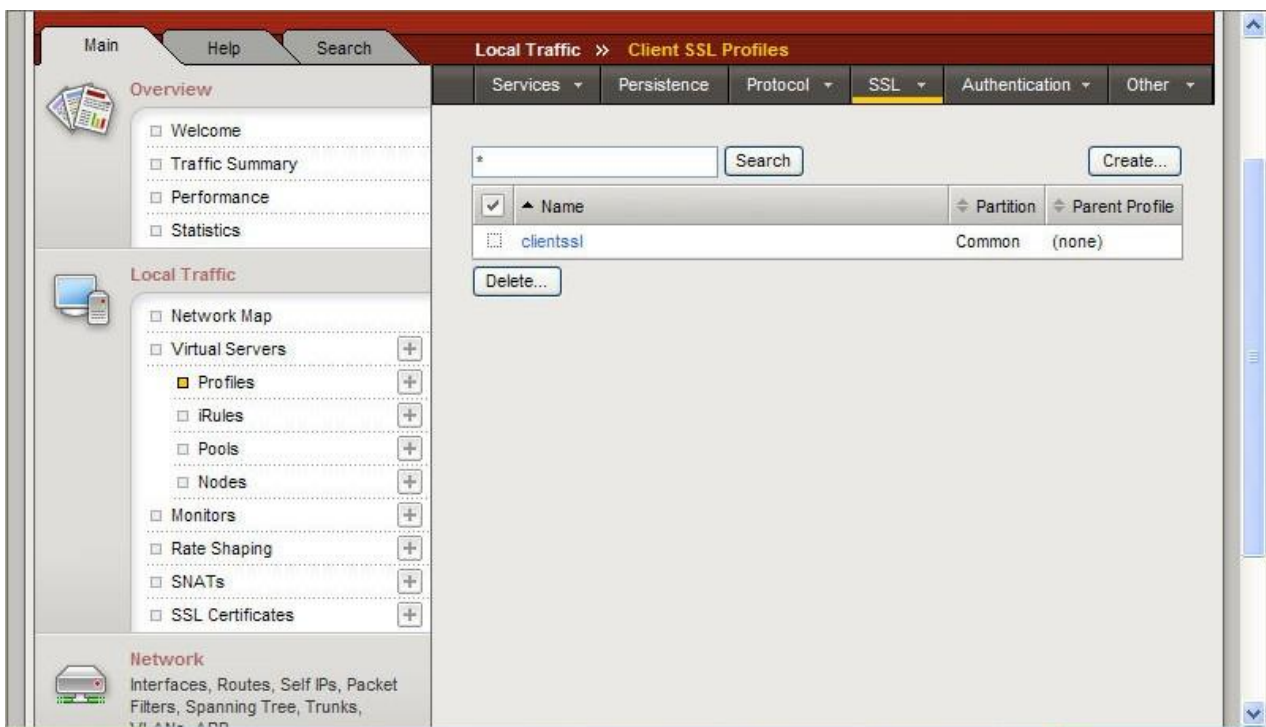 Main
Help
Search
Local Traffic » Client SSL Profiles
Services
Persistence
Protocol
SSL
Authentication
Other
Overview
Welcome
Traffic Summary
Performance
Statistics
Local Traffic
Network Map
Virtual Servers
Profiles
iRules
Pools
Nodes
Monitors
Rate Shaping
SNATs
SSL Certificates
Network
Interfaces, Routes, Self IPs, Packet
Filters, Spanning Tree, Trunks,
VLANs, ARP
*
Search
Create...
Name Partition Parent Profile
clientssl Common (none)
Delete...